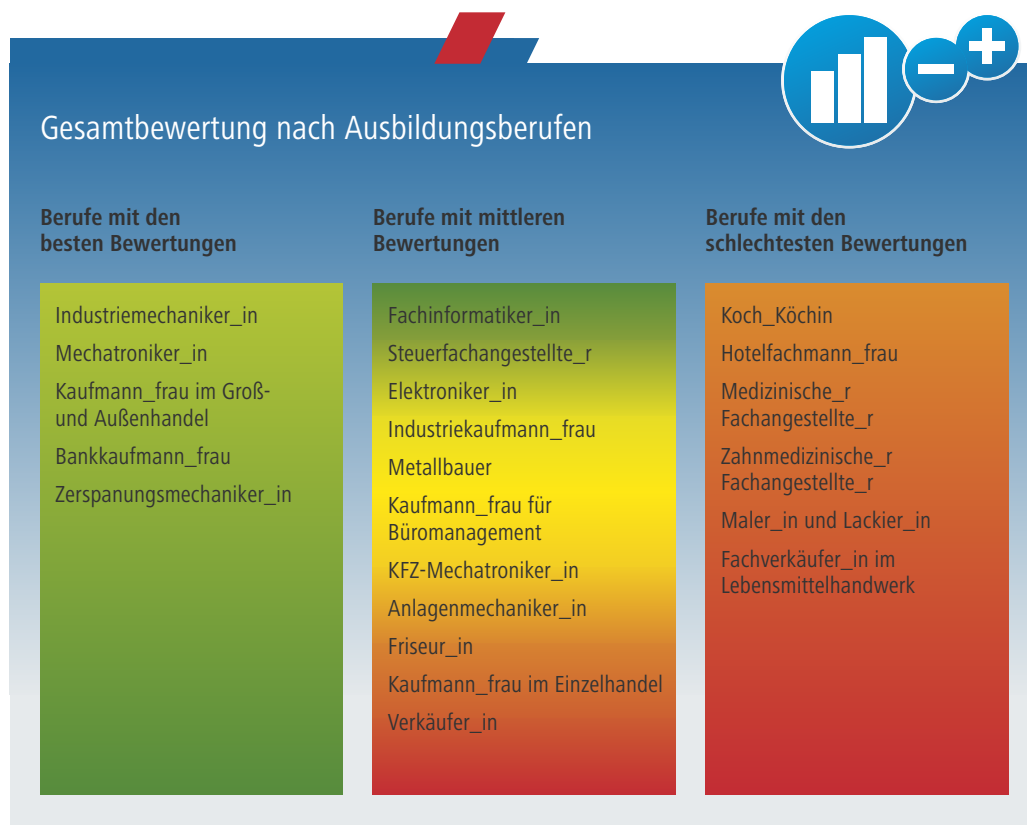 Gesamtbewertung nach Ausbildungsberufen
Berufe mit den
besten Bewertungen
Industriemechaniker_in
Mechatroniker_in
Kaufmann_frau im Groß-
und Außenhandel
Bankkaufmann_frau
Zerspanungsmechaniker_in
Berufe mit mittleren
Bewertungen
Fachinformatiker_in
Steuerfachangestellte_r
Elektroniker_in
Industriekaufmann_frau
Metallbauer
Kaufmann_frau für
Büromanagement
KFZ-Mechatroniker_in
Anlagenmechaniker_in
Friseur_in
Kaufmann_frau im Einzelhandel
Verkäufer_in
Berufe mit den
schlechtesten Bewertungen
Koch_Köchin
Hotelfachmann_frau
Medizinische_r
Fachangestellte_r
Zahnmedizinische_r
Fachangestellte_r
Maler_in und Lackier_in
Fachverkäufer_in im
Lebensmittelhandwerk